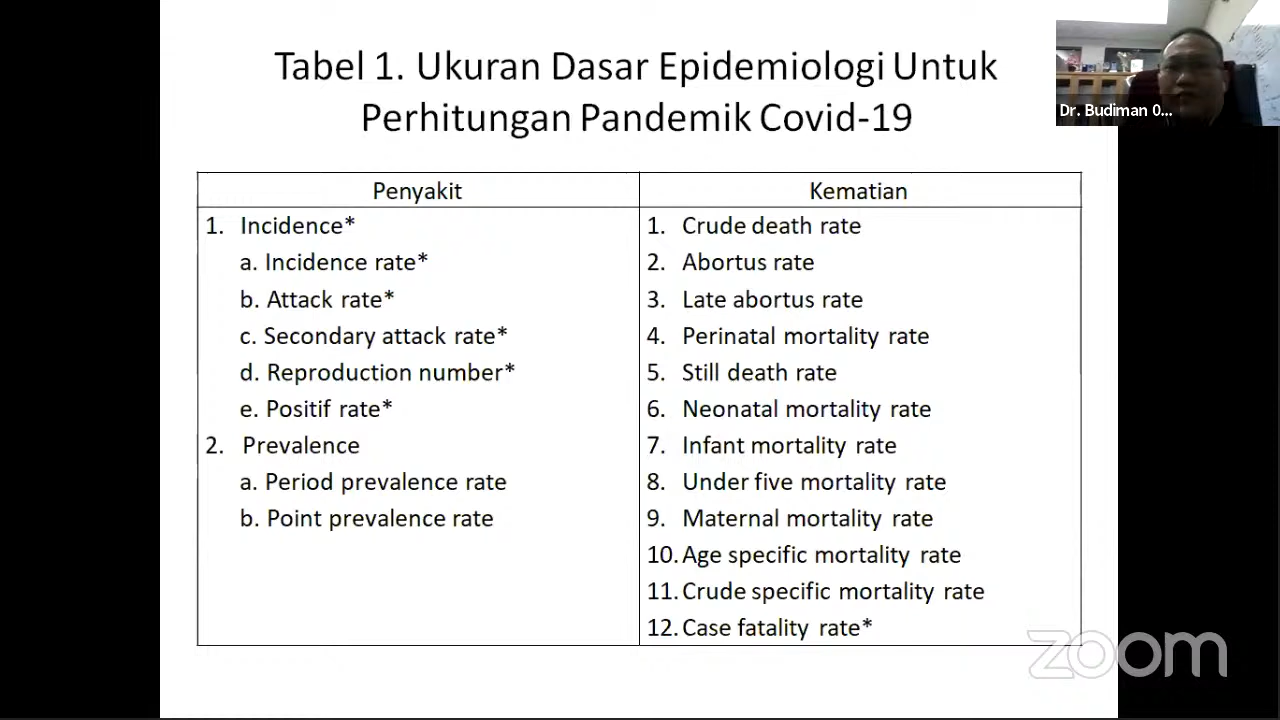 Tabel 1. Ukuran Dasar Epidemiologi Untuk
Perhitungan Pandemik Covid-19
Dr. Budiman 0...
Penyakit
1. Incidence*
a. Incidence rate*
b. Attack rate*
c. Secondary attack rate*
d. Reproduction number*
e. Positif rate*
2. Prevalence
a. Period prevalence rate
b. Point prevalence rate
Kematian
1. Crude death rate
2. Abortus rate
3. Late abortus rate
4. Perinatal mortality rate
5. Still death rate
6. Neonatal mortality rate
7. Infant mortality rate
8. Under five mortality rate
9. Maternal mortality rate
10. Age specific mortality rate
11. Crude specific mortality rate
12. Case fatality rate*
zoom